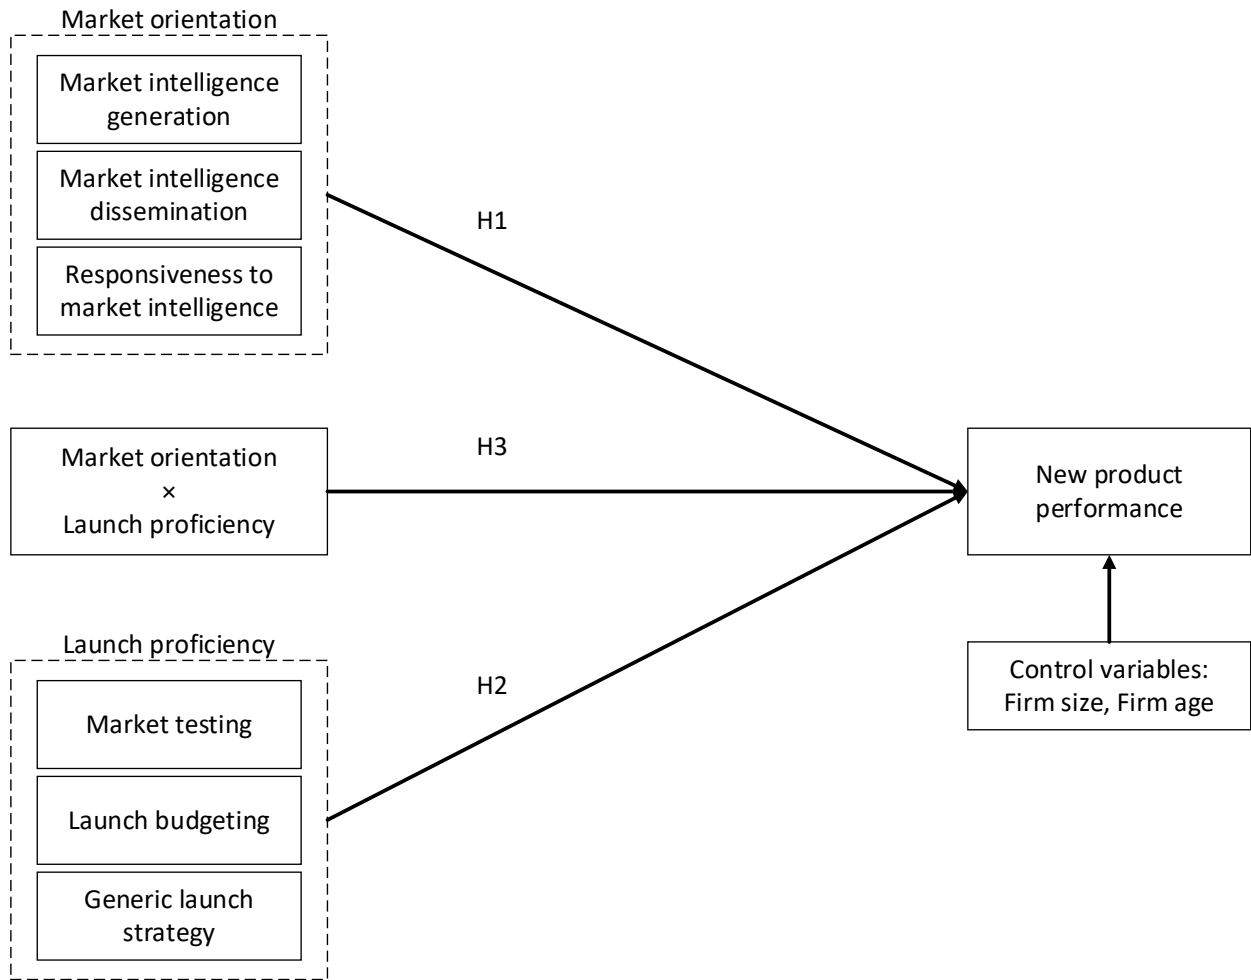 Market orientation
Market intelligence
generation
Market intelligence
dissemination
Responsiveness to
market intelligence
H1
Market orientation
×
Launch proficiency
H3
New product
performance
Control variables:
Firm size, Firm age
Launch proficiency
Market testing
Launch budgeting
Generic launch
strategy
H2